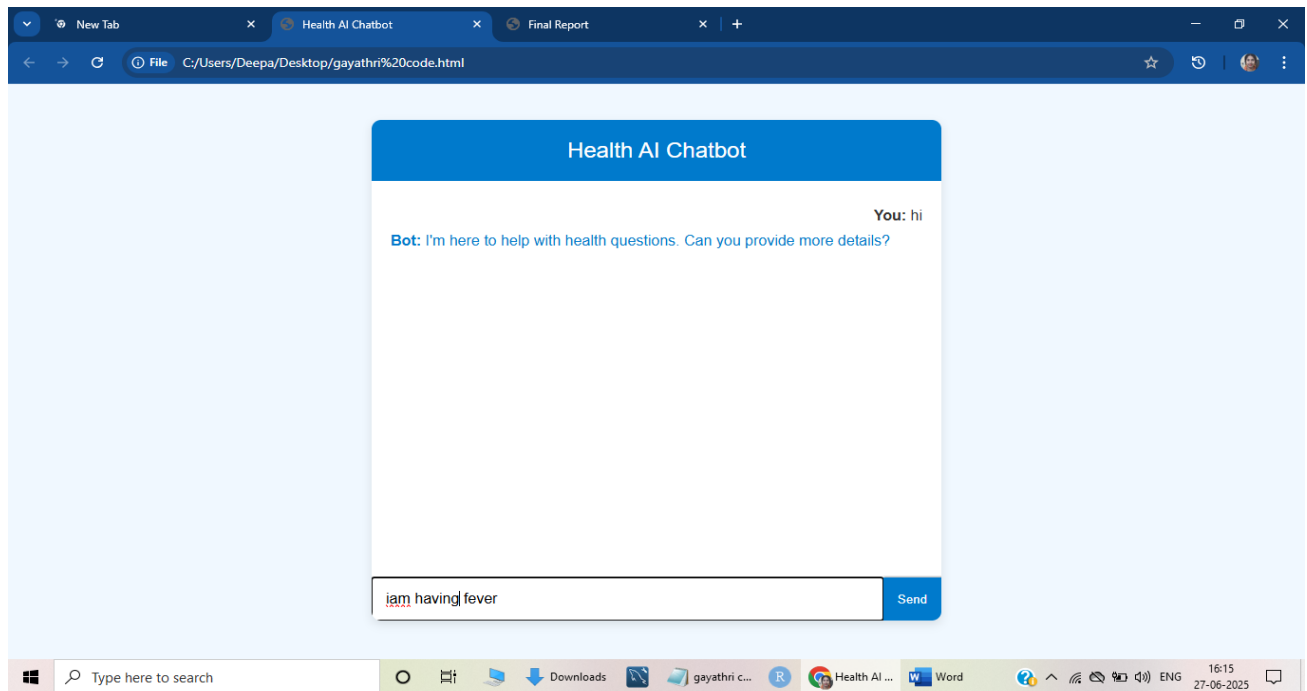 New Tab
Health AI Chatbot
Final Report
File C:/Users/Deepa/Desktop/gayathri%20code.html
Health AI Chatbot
You: hi
Bot: I'm here to help with health questions. Can you provide more details?
iam having fever
Send
Type here to search
Downloads
gayathri c...
R
Health AI ...
W
Word
ENG
16:15
27-06-2025